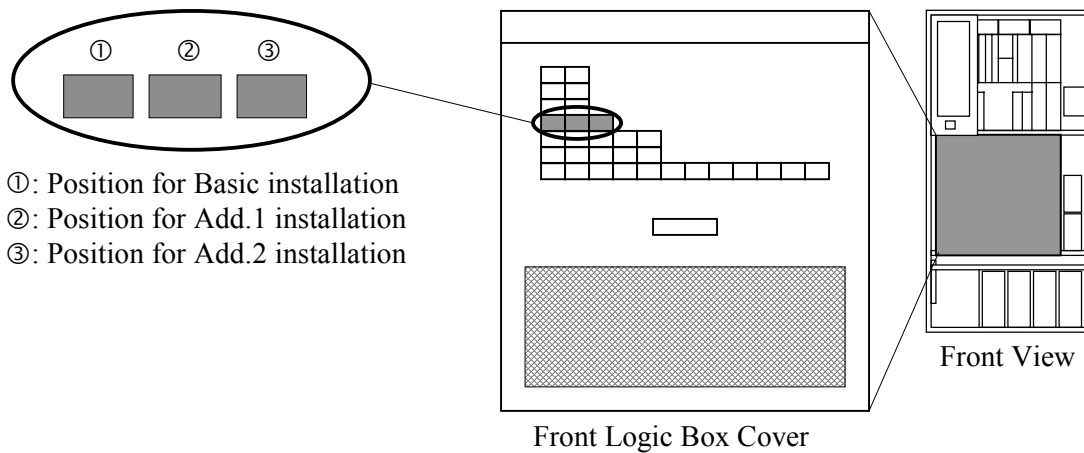 ① ② ③
①: Position for Basic installation
②: Position for Add.1 installation
③: Position for Add.2 installation
Front View
Front Logic Box Cover